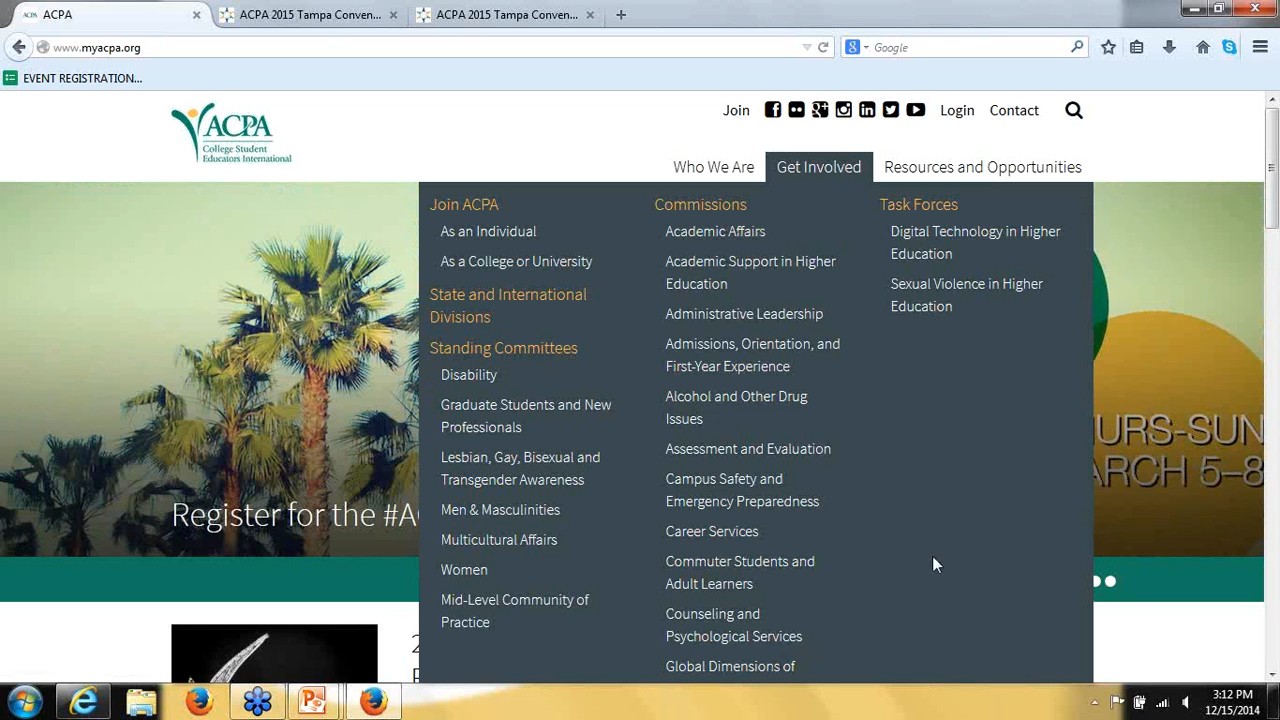 ACPA
ACPA 2015 Tampa Conven...
ACPA 2015 Tampa Conven...
www.myacpa.org
Google
EVENT REGISTRATION...
Join
Login
Contact
ACPA
College Student
Educators International
Who We Are
Get Involved
Resources and Opportunities
Join ACPA
As an Individual
As a College or University
State and International
Divisions
Standing Committees
Disability
Graduate Students and New
Professionals
Lesbian, Gay, Bisexual and
Transgender Awareness
Men & Masculinities
Multicultural Affairs
Women
Mid-Level Community of
Practice
Commissions
Academic Affairs
Academic Support in Higher
Education
Administrative Leadership
Admissions, Orientation, and
First-Year Experience
Alcohol and Other Drug
Issues
Assessment and Evaluation
Campus Safety and
Emergency Preparedness
Career Services
Commuter Students and
Adult Learners
Counseling and
Psychological Services
Global Dimensions of
Task Forces
Digital Technology in Higher
Education
Sexual Violence in Higher
Education
URS-SUN
ARCH 5–8
Register for the #A
3:12 PM
12/15/2014